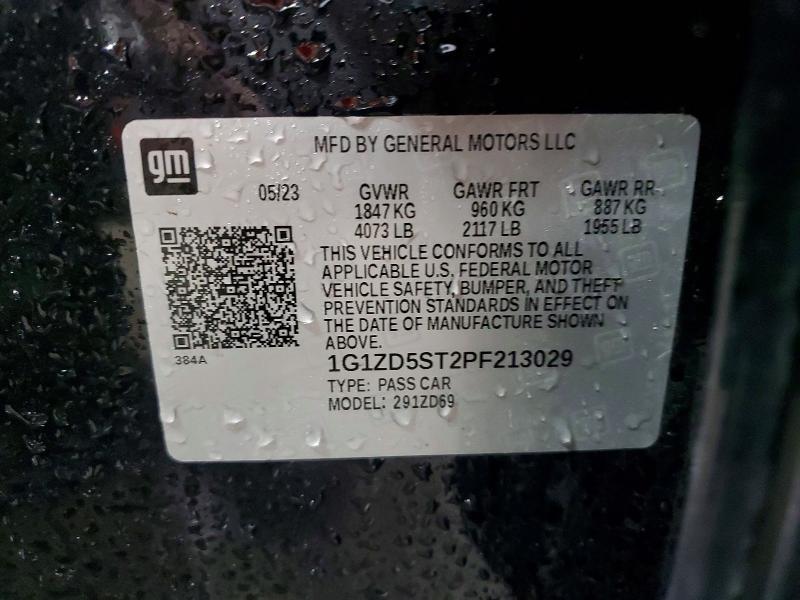 gm
MFD BY GENERAL MOTORS LLC
05/23 GVWR GAWR FRT GAWR RR
1847 KG 960 KG 887 KG
4073 LB 2117 LB 1955 LB
THIS VEHICLE CONFORMS TO ALL
APPLICABLE U.S. FEDERAL MOTOR
VEHICLE SAFETY, BUMPER, AND THEFT
PREVENTION STANDARDS IN EFFECT ON
THE DATE OF MANUFACTURE SHOWN
ABOVE.
384A
1G1ZD5ST2PF213029
TYPE: PASS CAR
MODEL: 291ZD69